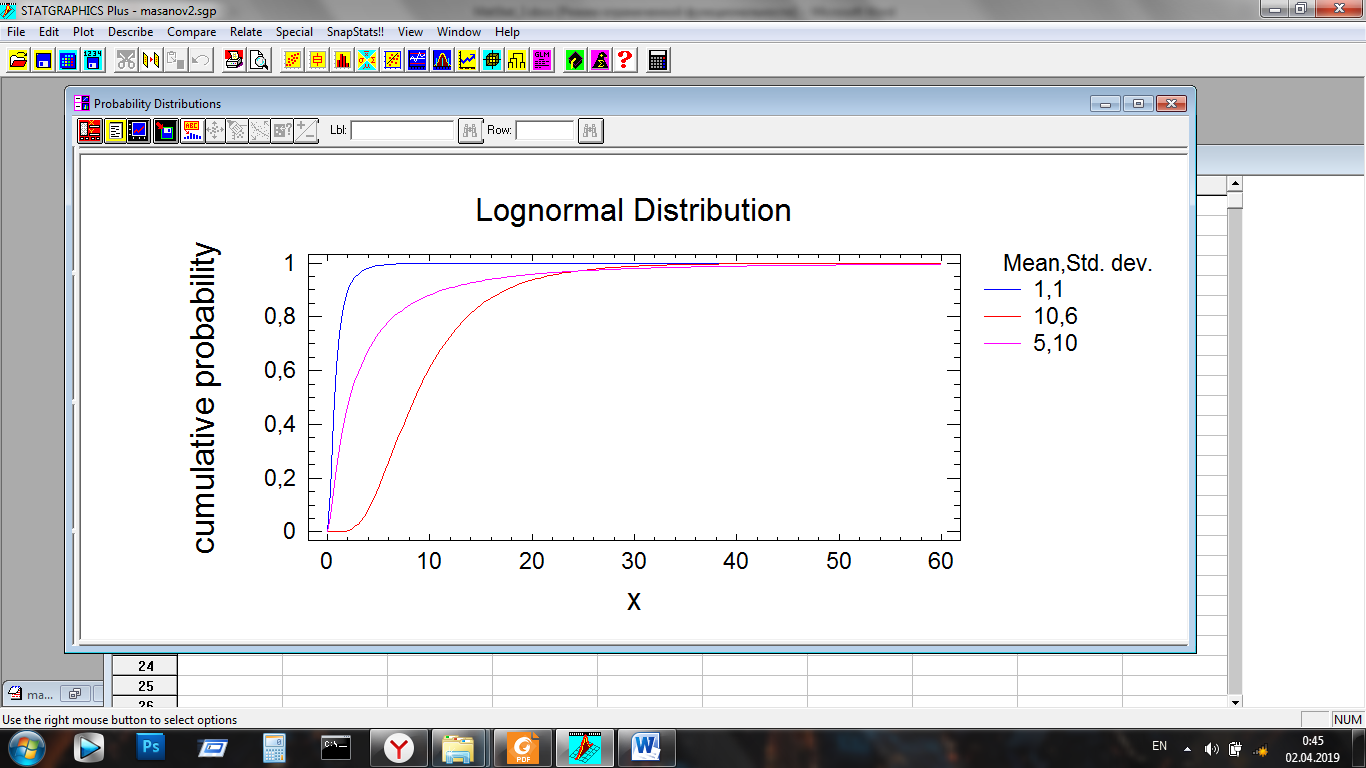 STATGRAPHICS Plus - masanov2.sgp
File Edit Plot Describe Compare Relate Special SnapStats!! View Window Help
Probability Distributions
Lbl: Row:
Lognormal Distribution
cumulative probability
1
0,8
0,6
0,4
0,2
0
0 10 20 30 40 50 60
x
Mean,Std. dev.
1,1
10,6
5,10
24
25
26
ma...
Use the right mouse button to select options
NUM
EN
0:45
02.04.2019